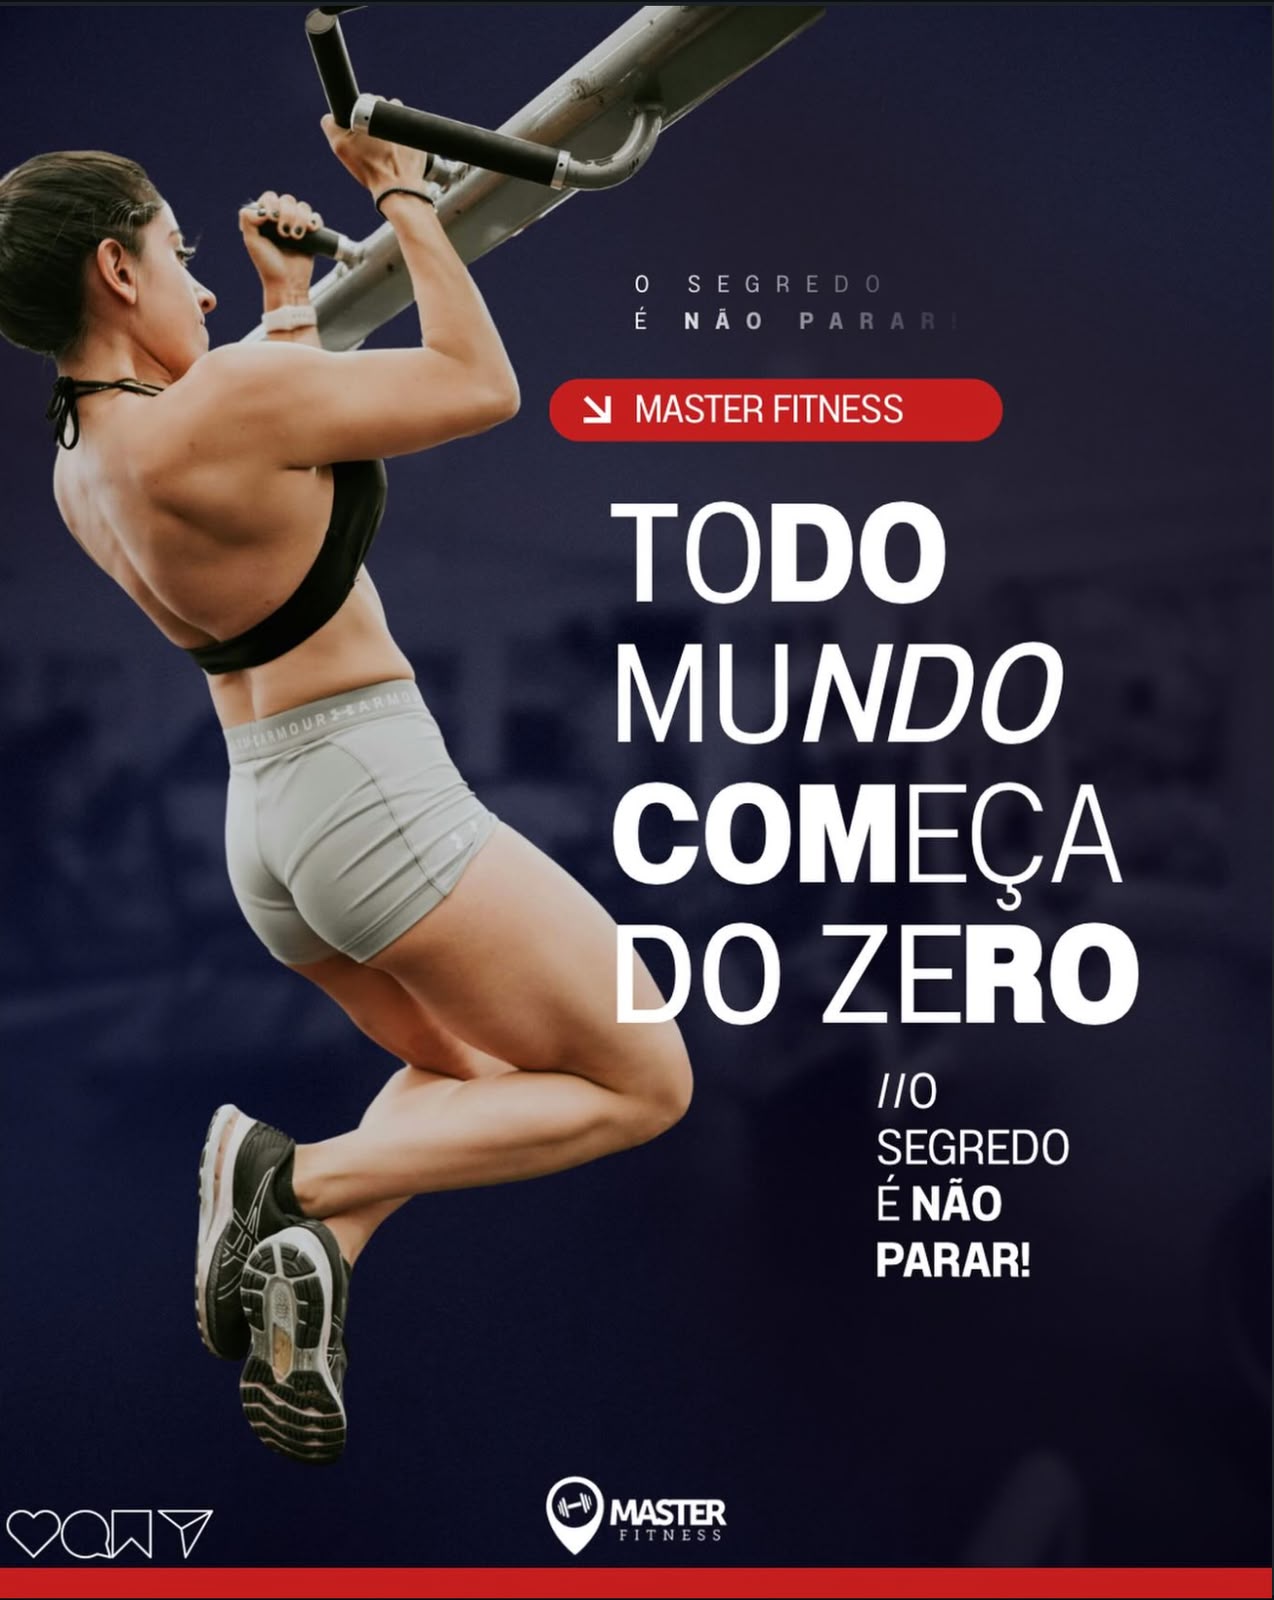 O SEGREDO
É NÃO PARAR!
MASTER FITNESS
TODO
MUNDO
COMEÇA
DO ZERO
//O
SEGREDO
É NÃO
PARAR!
MASTER
FITNESS